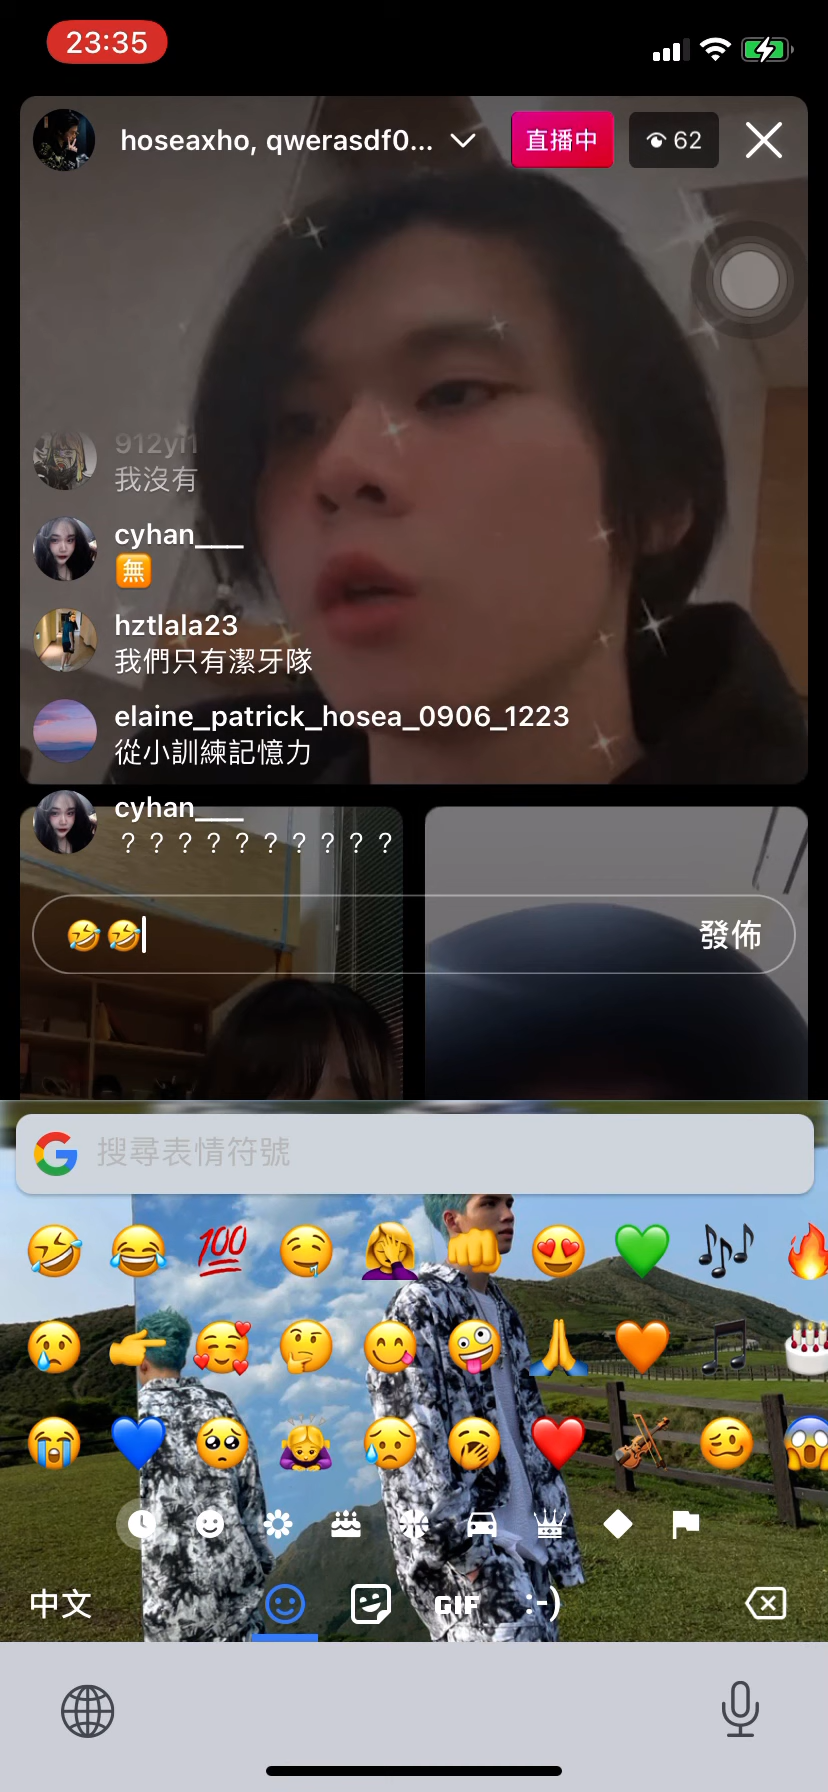 23:35
hoseaxho, qwerasdf0...
直播中
62
912yi1
我沒有
cyhan___
🈚
hztlala23
我們只有潔牙隊
elaine_patrick_hosea_0906_1223
從小訓練記憶力
cyhan___
？？？？？？？？？？
🤣🤣
發佈
搜尋表情符號
💯
中文
GIF
:-)